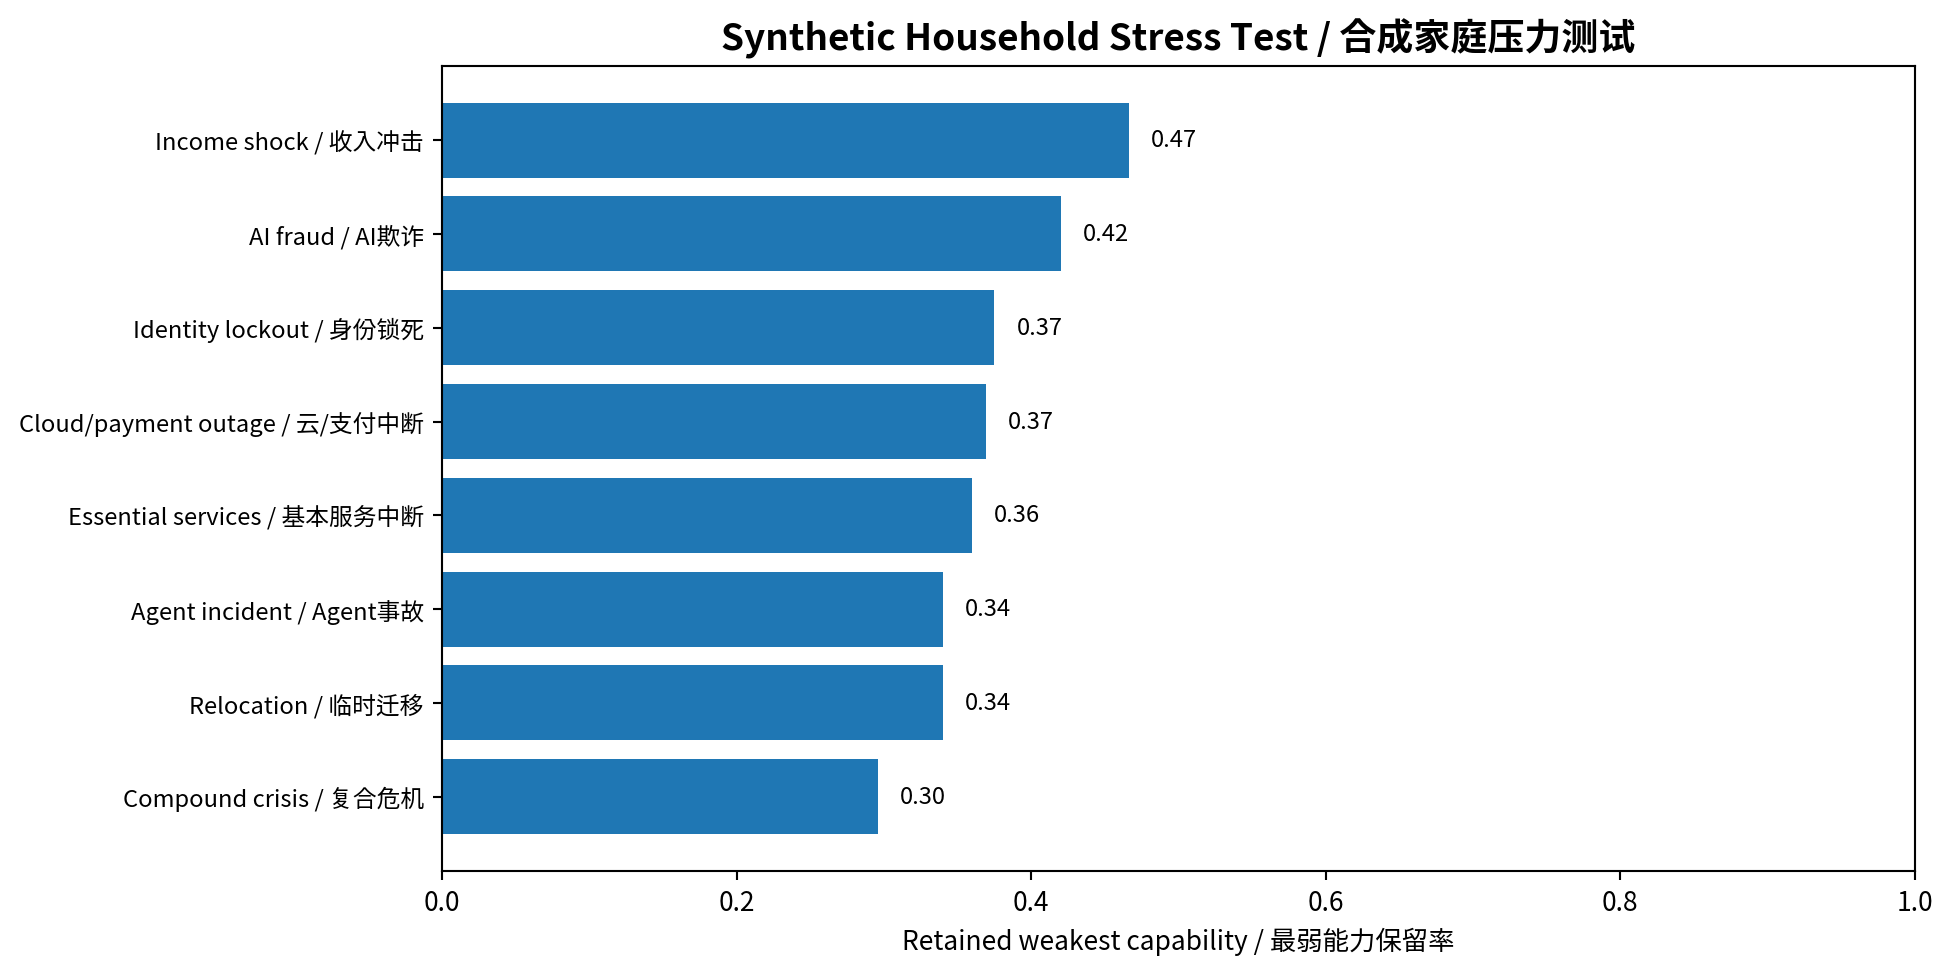 Synthetic Household Stress Test / 合成家庭压力测试
Income shock / 收入冲击
0.47
AI fraud / AI欺诈
0.42
Identity lockout / 身份锁死
0.37
Cloud/payment outage / 云/支付中断
0.37
Essential services / 基本服务中断
0.36
Agent incident / Agent事故
0.34
Relocation / 临时迁移
0.34
Compound crisis / 复合危机
0.30
0.0 0.2 0.4 0.6 0.8 1.0
Retained weakest capability / 最弱能力保留率